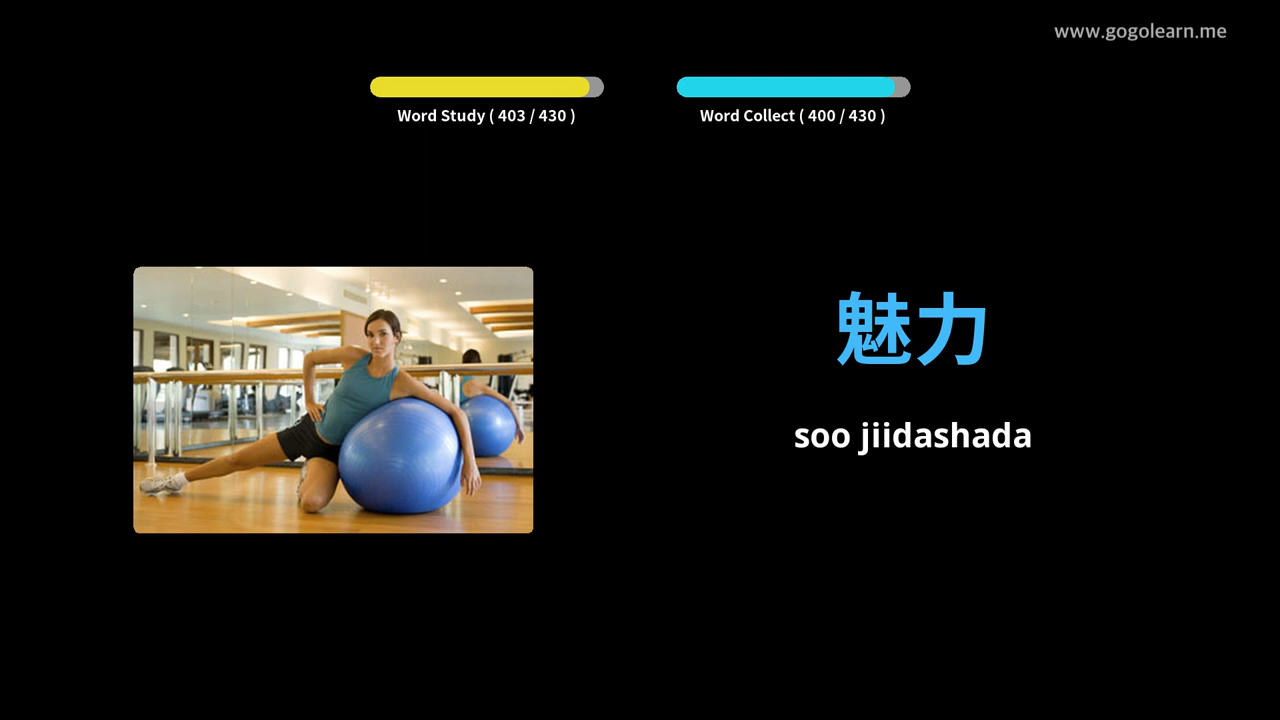 www.gogolearn.me
Word Study ( 403 / 430 )
Word Collect ( 400 / 430 )
魅力
soo jiidashada